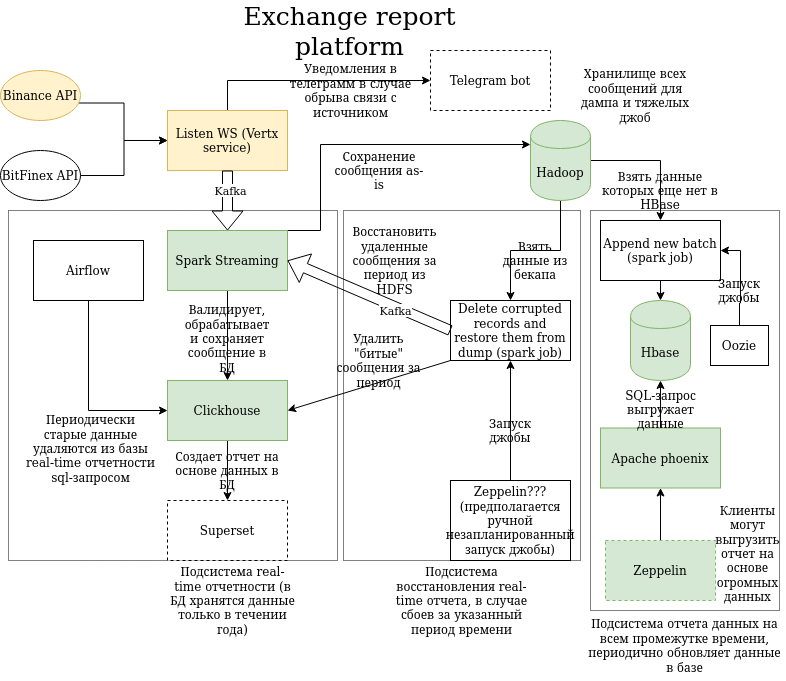 Exchange report
platform
Уведомления в
телеграмм в случае
обрыва связи с
источником
Telegram bot
Хранилище всех
сообщений для
дампа и тяжелых
джоб
Binance API
Listen WS (Vertx
service)
BitFinex API
Сохранение
сообщения as-
is
Hadoop
Взять данные
которых еще нет в
HBase
Kafka
Spark Streaming
Airflow
Восстановить
удаленные
сообщения за
период из
HDFS
Kafka
Взять
данные из
бекапа
Append new batch
(spark job)
Запуск
джобы
Валидирует,
обрабатывает
и сохраняет
сообщение в
БД
Delete corrupted
records and
restore them from
dump (spark job)
Удалить
"битые"
сообщения за
период
Hbase
Oozie
Clickhouse
SQL-запрос
выгружает
данные
Периодически
старые данные
удаляются из базы
real-time отчетности
sql-запросом
Запуск
джобы
Apache phoenix
Создает отчет на
основе данных в
БД
Superset
Zeppelin???
(предполагается
ручной
незапланированный
запуск джобы)
Zeppelin
Клиенты
могут
выгрузить
отчет на
основе
огромных
данных
Подсистема real-
time отчетности (в
БД хранятся данные
только в течении
года)
Подсистема
восстановления real-
time отчета, в случае
сбоев за указанный
период времени
Подсистема отчета данных на
всем промежутке времени,
периодично обновляет данные
в базе